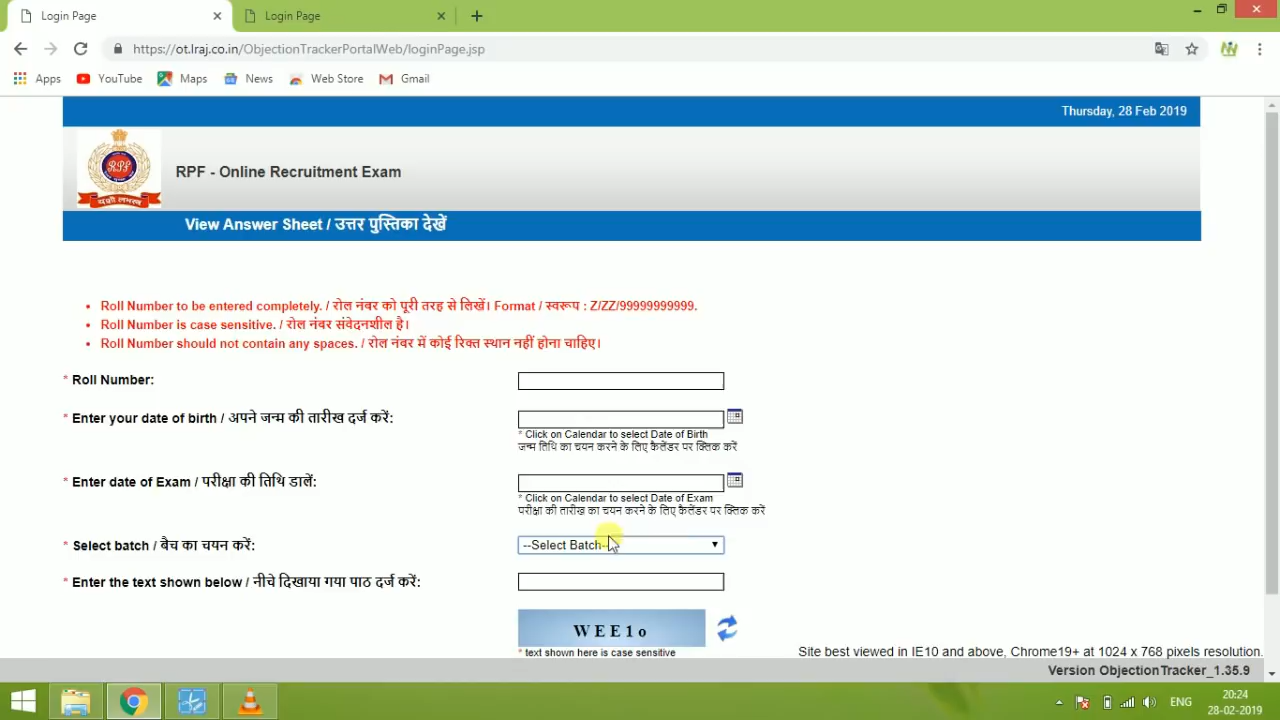 Login Page
Login Page
https://ot.lraj.co.in/ObjectionTrackerPortalWeb/loginPage.jsp
Apps YouTube Maps News Web Store Gmail
Thursday, 28 Feb 2019
RPF
यशो लभस्व
RPF - Online Recruitment Exam
View Answer Sheet / उत्तर पुस्तिका देखें
Roll Number to be entered completely. / रोल नंबर को पूरी तरह से लिखें। Format / स्वरूप : Z/ZZ/99999999999.
Roll Number is case sensitive. / रोल नंबर संवेदनशील है।
Roll Number should not contain any spaces. / रोल नंबर में कोई रिक्त स्थान नहीं होना चाहिए।
* Roll Number:
* Enter your date of birth / अपने जन्म की तारीख दर्ज करें:
* Click on Calendar to select Date of Birth
जन्म तिथि का चयन करने के लिए कैलेंडर पर क्लिक करें
* Enter date of Exam / परीक्षा की तिथि डालें:
* Click on Calendar to select Date of Exam
परीक्षा की तारीख का चयन करने के लिए कैलेंडर पर क्लिक करें
* Select batch / बैच का चयन करें:
--Select Batch--
* Enter the text shown below / नीचे दिखाया गया पाठ दर्ज करें:
W E E 1 o
* text shown here is case sensitive
Site best viewed in IE10 and above, Chrome19+ at 1024 x 768 pixels resolution.
Version ObjectionTracker_1.35.9
ENG
20:24
28-02-2019